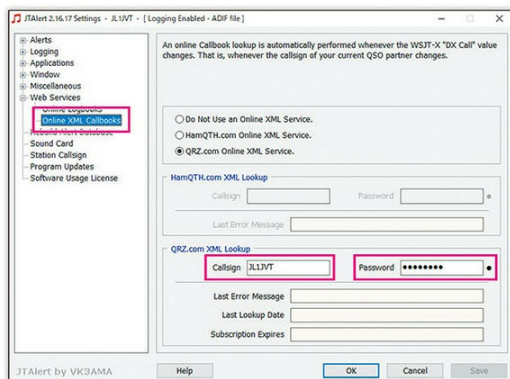 JTAlert 2.16.17 Settings - JL1JVT - [ Logging Enabled - ADIF file ]
Alerts
Logging
Applications
Window
Miscellaneous
Web Services
Online Logbooks
Online XML Callbooks
Rebuild Alert Database
Sound Card
Station Callsign
Program Updates
Software Usage License
An online Callbook lookup is automatically performed whenever the WSJT-X "DX Call" value
changes. That is, whenever the callsign of your current QSO partner changes.
Do Not Use an Online XML Service.
HamQTH.com Online XML Service.
QRZ.com Online XML Service.
HamQTH.com XML Lookup
Callsign Password
Last Error Message
QRZ.com XML Lookup
Callsign JL1JVT Password ●●●●●●●●
Last Error Message
Last Lookup Date
Subscription Expires
JTAlert by VK3AMA Help OK Cancel Save